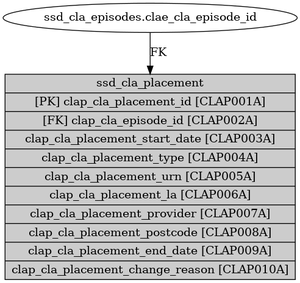 ssd_cla_episodes.clae_cla_episode_id
FK
ssd_cla_placement
[PK] clap_cla_placement_id [CLAP001A]
[FK] clap_cla_episode_id [CLAP002A]
clap_cla_placement_start_date [CLAP003A]
clap_cla_placement_type [CLAP004A]
clap_cla_placement_urn [CLAP005A]
clap_cla_placement_la [CLAP006A]
clap_cla_placement_provider [CLAP007A]
clap_cla_placement_postcode [CLAP008A]
clap_cla_placement_end_date [CLAP009A]
clap_cla_placement_change_reason [CLAP010A]